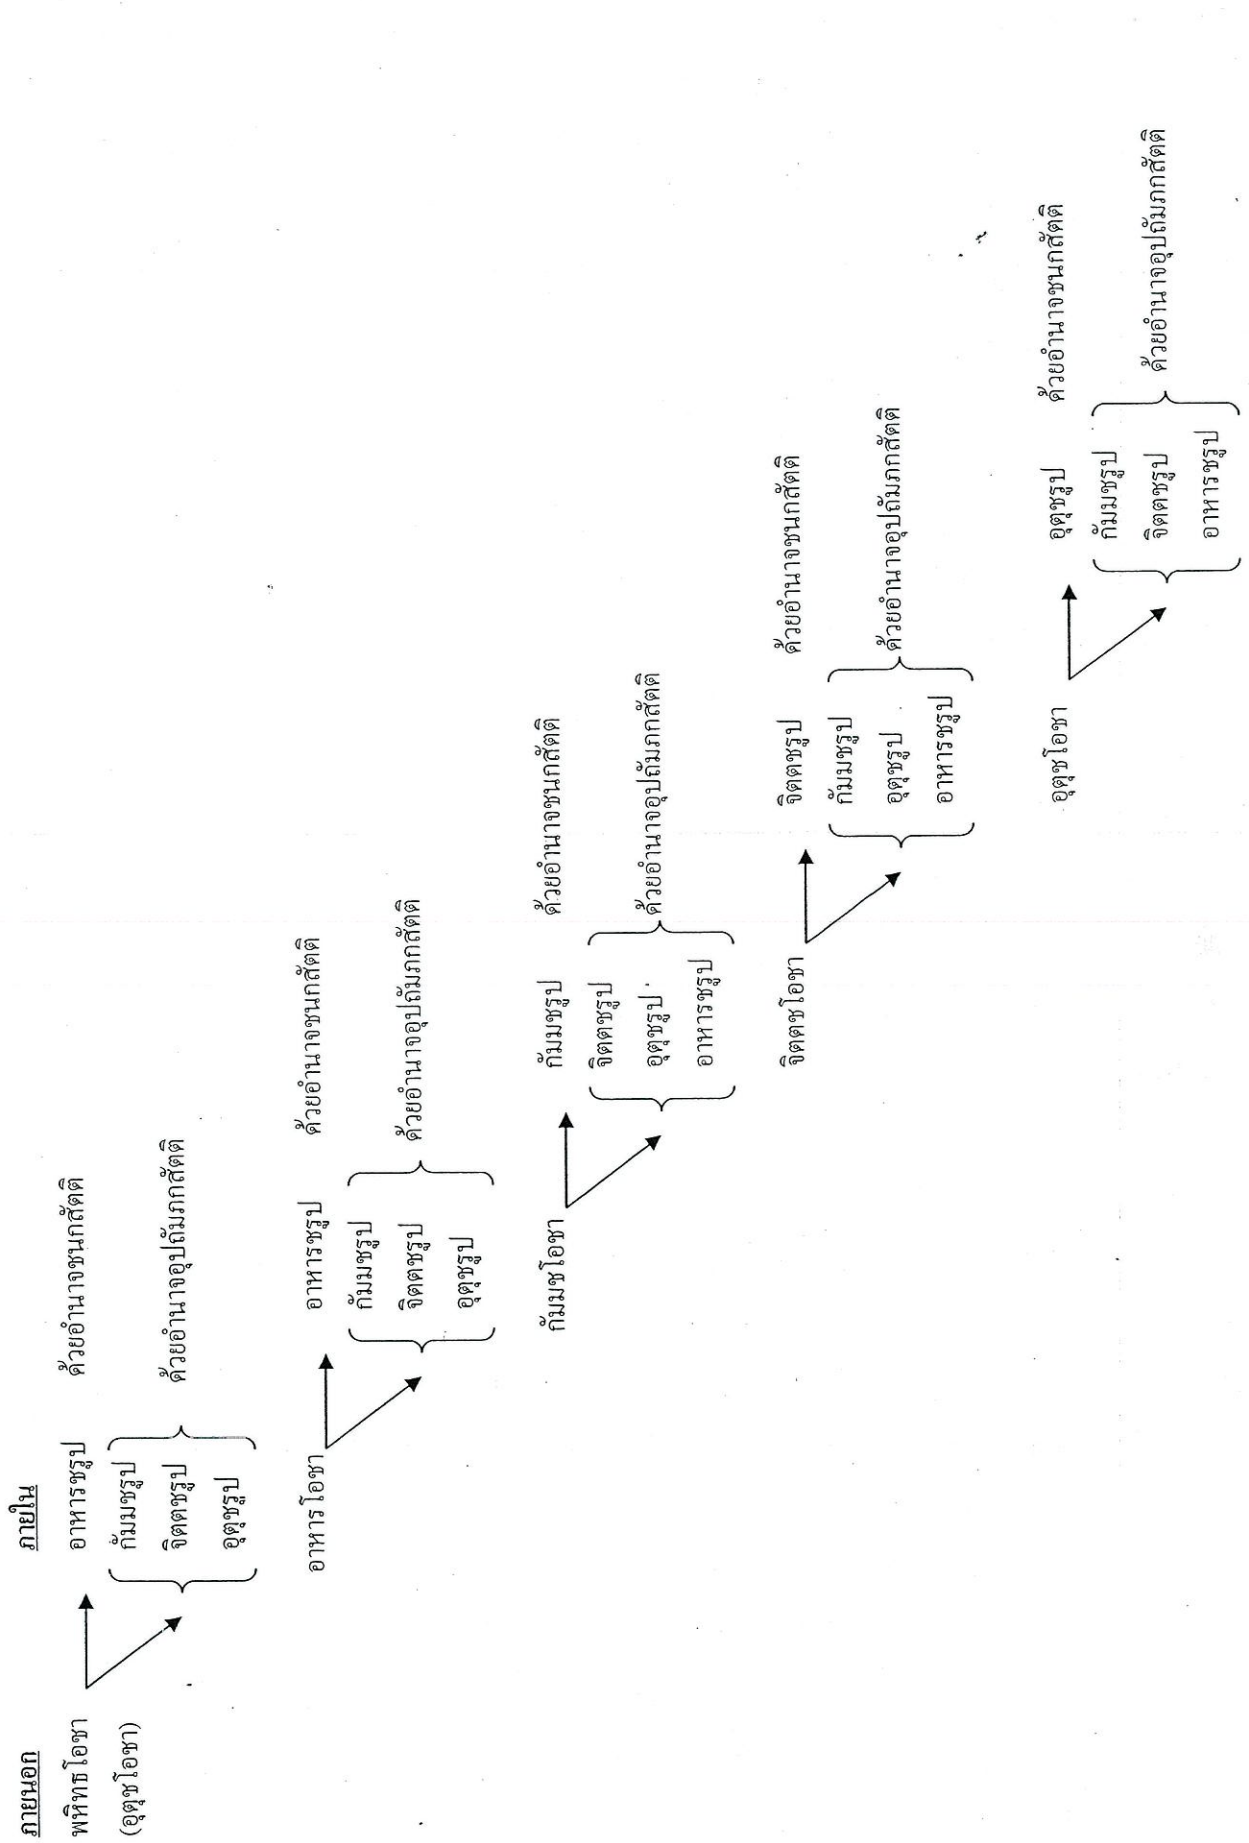 ภายนอก ภายใน
พหิทธโอชา อาหารชรูป ด้วยอำนาจชนกสัตติ
(อุตุชโอชา) กัมมชรูป
จิตตชรูป ด้วยอำนาจอุปถัมภกสัตติ
อุตุชรูป
อาหารโอชา อาหารชรูป ด้วยอำนาจชนกสัตติ
กัมมชรูป
จิตตชรูป ด้วยอำนาจอุปถัมภกสัตติ
อุตุชรูป
กัมมชโอชา กัมมชรูป ด้วยอำนาจชนกสัตติ
จิตตชรูป
อุตุชรูป ด้วยอำนาจอุปถัมภกสัตติ
อาหารชรูป
จิตตชโอชา จิตตชรูป ด้วยอำนาจชนกสัตติ
กัมมชรูป
อุตุชรูป ด้วยอำนาจอุปถัมภกสัตติ
อาหารชรูป
อุตุชโอชา อุตุชรูป ด้วยอำนาจชนกสัตติ
กัมมชรูป
จิตตชรูป ด้วยอำนาจอุปถัมภกสัตติ
อาหารชรูป